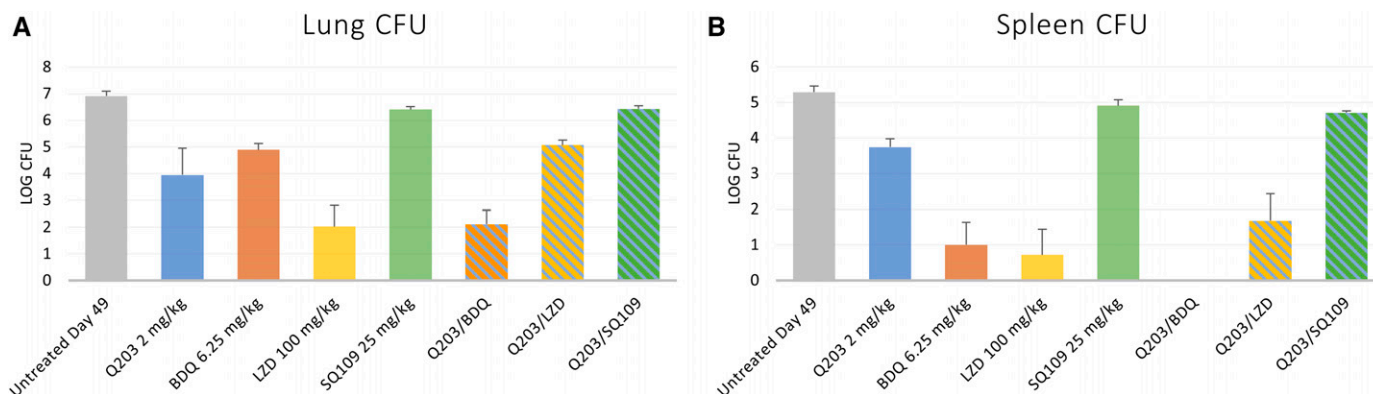 A
Lung CFU
LOG CFU
8
7
6
5
4
3
2
1
0
Untreated Day 49
Q203 2 mg/kg
BDQ 6.25 mg/kg
LZD 100 mg/kg
SQ109 25 mg/kg
Q203/BDQ
Q203/LZD
Q203/SQ109
B
Spleen CFU
LOG CFU
6
5
4
3
2
1
0
Untreated Day 49
Q203 2 mg/kg
BDQ 6.25 mg/kg
LZD 100 mg/kg
SQ109 25 mg/kg
Q203/BDQ
Q203/LZD
Q203/SQ109